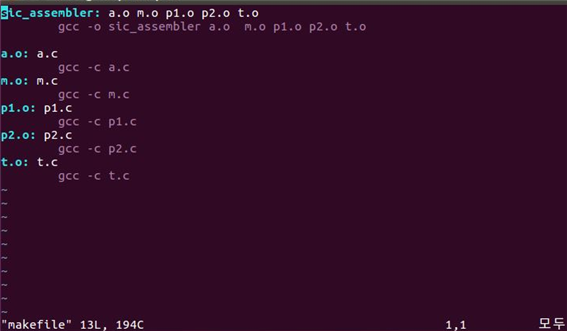 sic_assembler: a.o m.o p1.o p2.o t.o
        gcc -o sic_assembler a.o  m.o p1.o p2.o t.o

a.o: a.c
        gcc -c a.c
m.o: m.c
        gcc -c m.c
p1.o: p1.c
        gcc -c p1.c
p2.o: p2.c
        gcc -c p2.c
t.o: t.c
        gcc -c t.c
~
~
~
~
~
~
~
~
~
~
"makefile" 13L, 194C 1,1 모두